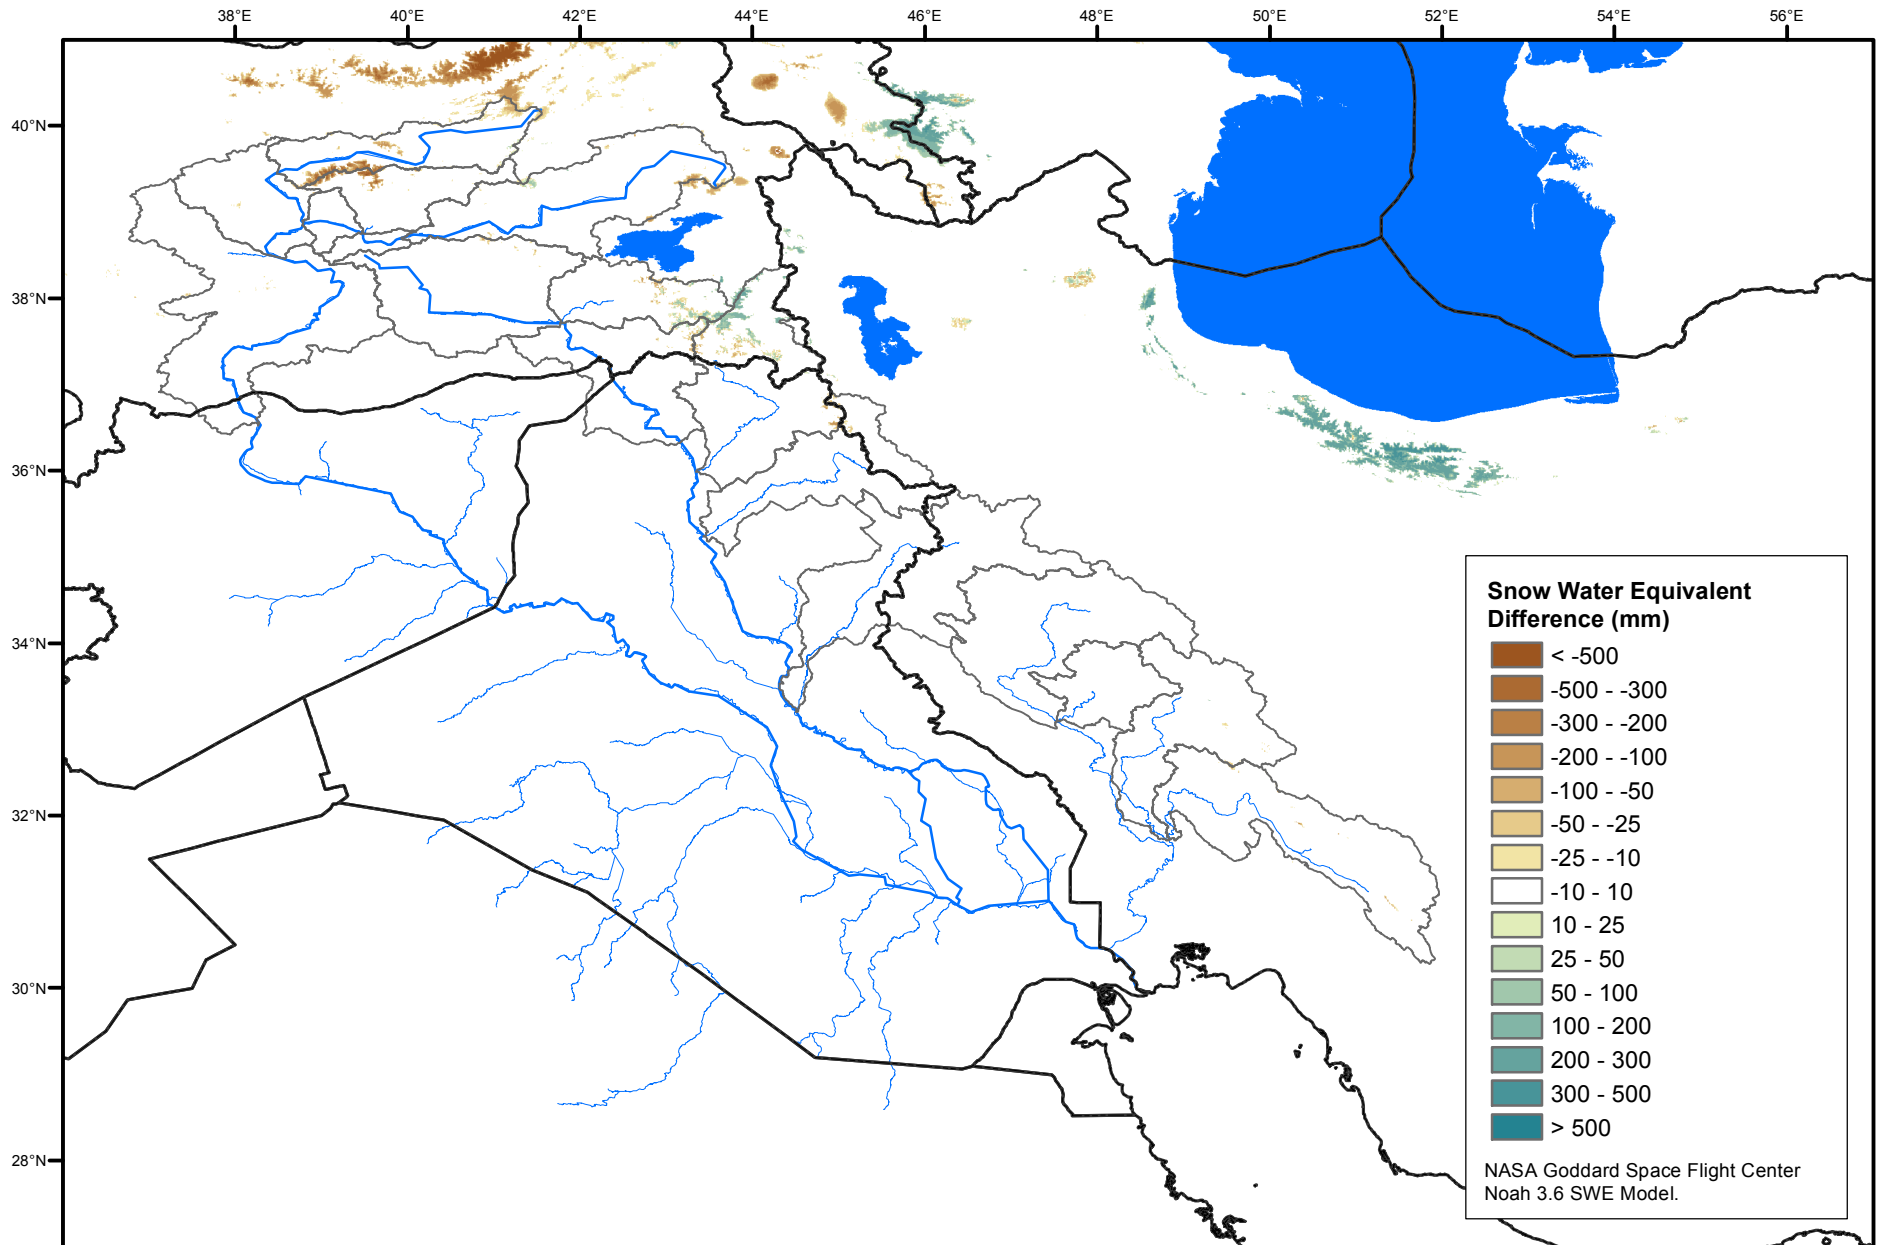 38°E 40°E 42°E 44°E 46°E 48°E 50°E 52°E 54°E 56°E
40°N
38°N
36°N
34°N
32°N
30°N
28°N
Snow Water Equivalent
Difference (mm)
< -500
-500 - -300
-300 - -200
-200 - -100
-100 - -50
-50 - -25
-25 - -10
-10 - 10
10 - 25
25 - 50
50 - 100
100 - 200
200 - 300
300 - 500
> 500
NASA Goddard Space Flight Center
Noah 3.6 SWE Model.